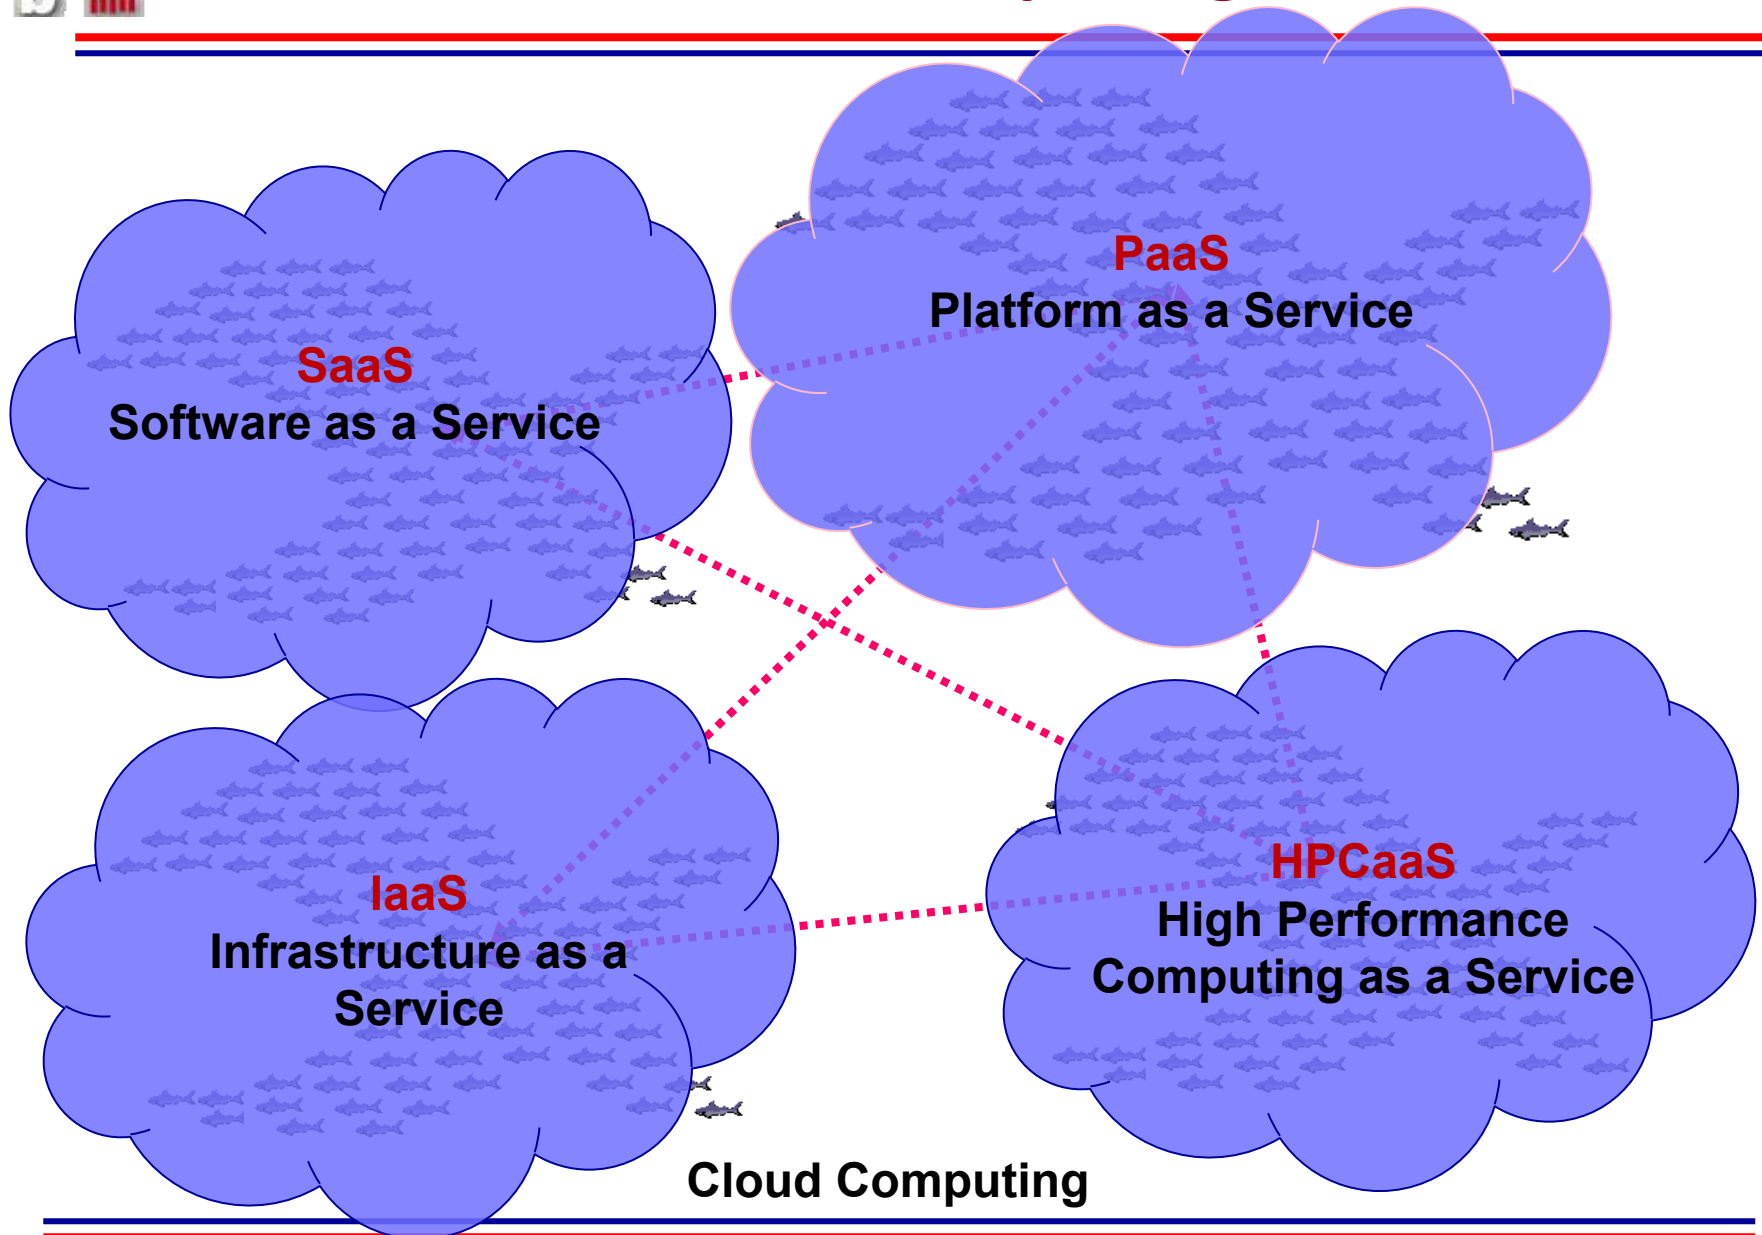 SaaS
Software as a Service
PaaS
Platform as a Service
IaaS
Infrastructure as a
Service
HPCaaS
High Performance
Computing as a Service
Cloud Computing